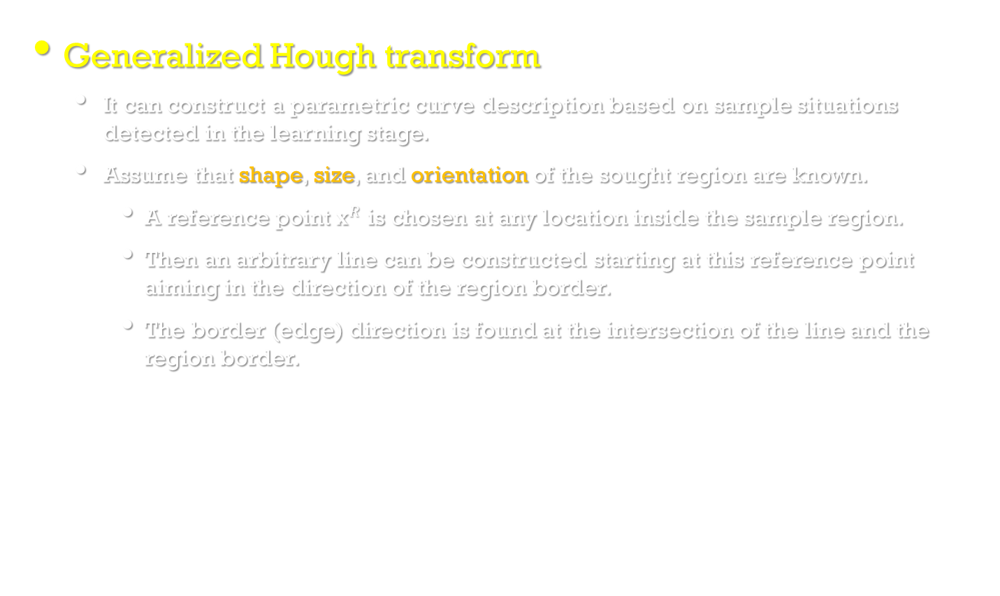 • Generalized Hough transform
• It can construct a parametric curve description based on sample situations
detected in the learning stage.
• Assume that shape, size, and orientation of the sought region are known.
• A reference point x^R is chosen at any location inside the sample region.
• Then an arbitrary line can be constructed starting at this reference point
aiming in the direction of the region border.
• The border (edge) direction is found at the intersection of the line and the
region border.